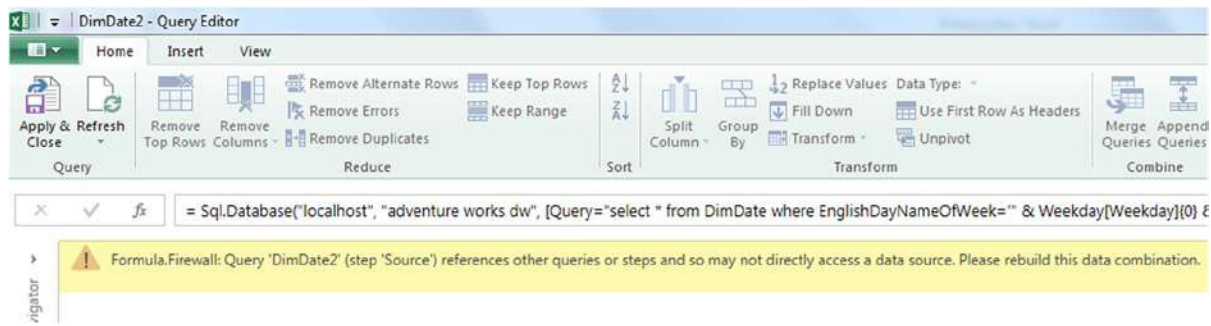 DimDate2 - Query Editor
Home Insert View
Apply & Close
Refresh
Query
Remove Top Rows
Remove Columns
Remove Alternate Rows
Remove Errors
Remove Duplicates
Keep Top Rows
Keep Range
Reduce
A Z
Z A
Sort
Split Column
Group By
1 2 Replace Values
Fill Down
Transform
Data Type:
Use First Row As Headers
Unpivot
Transform
Merge Queries
Append Queries
Combine
fx = Sql.Database("localhost", "adventure works dw", [Query="select * from DimDate where EnglishDayNameOfWeek='" & Weekday[Weekday]{0} &
Formula.Firewall: Query 'DimDate2' (step 'Source') references other queries or steps and so may not directly access a data source. Please rebuild this data combination.
vigator